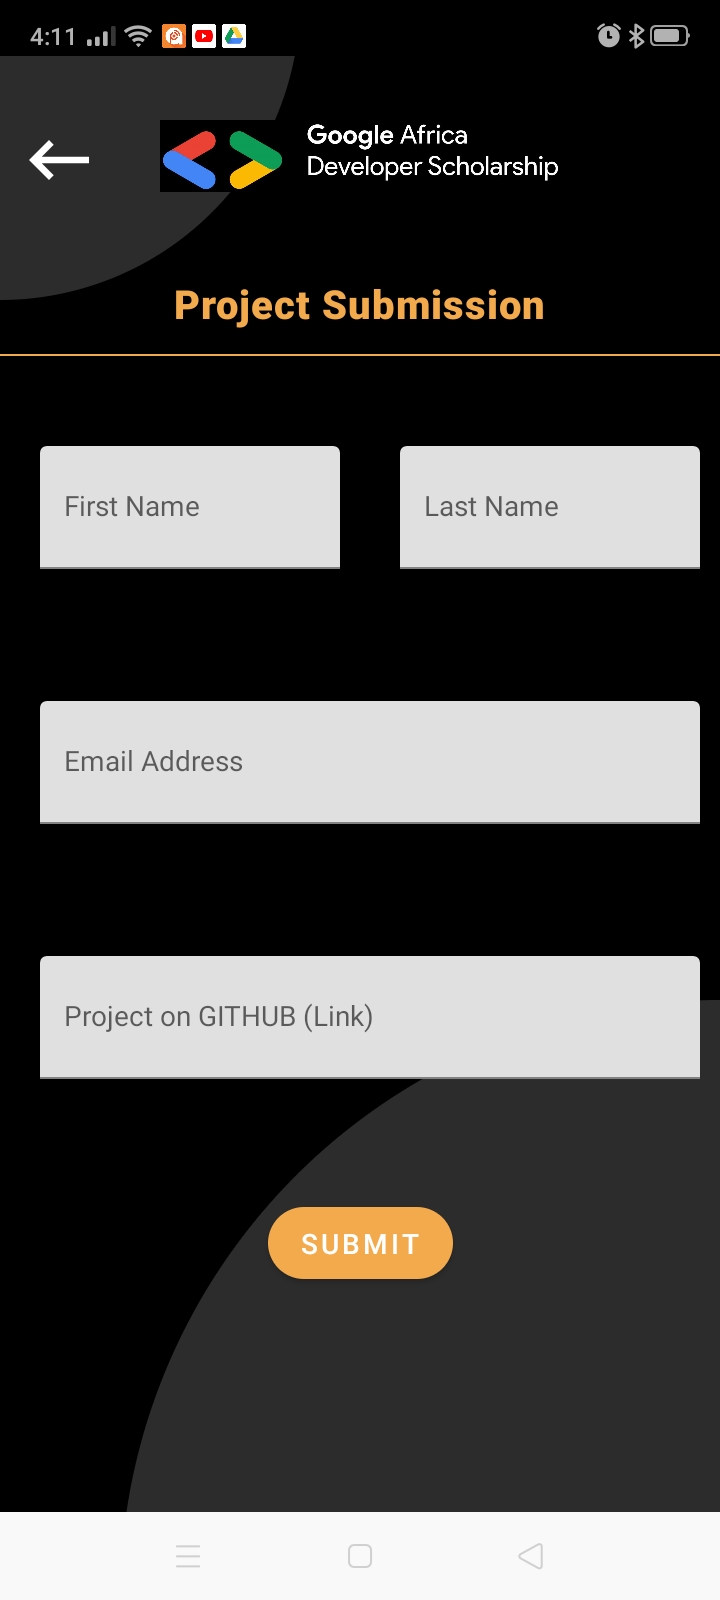 4:11
Google Africa
Developer Scholarship
Project Submission
First Name
Last Name
Email Address
Project on GITHUB (Link)
SUBMIT